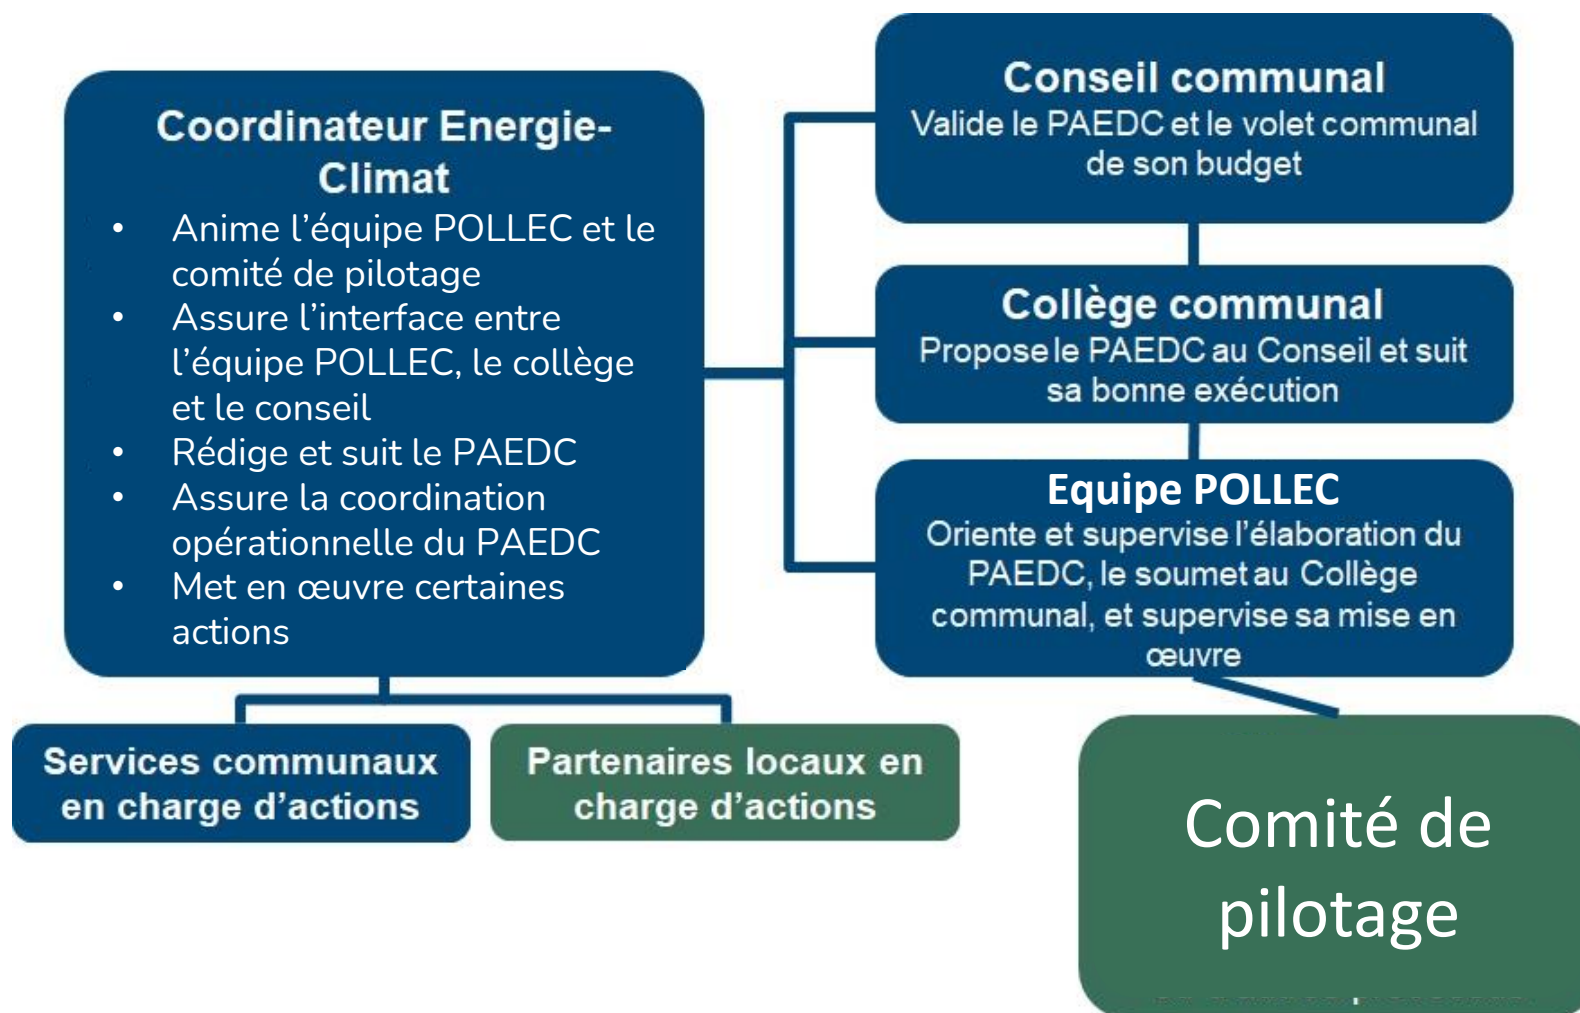 Coordinateur Energie-
Climat
• Anime l’équipe POLLEC et le
comité de pilotage
• Assure l’interface entre
l’équipe POLLEC, le collège
et le conseil
• Rédige et suit le PAEDC
• Assure la coordination
opérationnelle du PAEDC
• Met en œuvre certaines
actions
Conseil communal
Valide le PAEDC et le volet communal
de son budget
Collège communal
Propose le PAEDC au Conseil et suit
sa bonne exécution
Equipe POLLEC
Oriente et supervise l’élaboration du
PAEDC, le soumet au Collège
communal, et supervise sa mise en
œuvre
Services communaux
en charge d’actions
Partenaires locaux en
charge d’actions
Comité de
pilotage